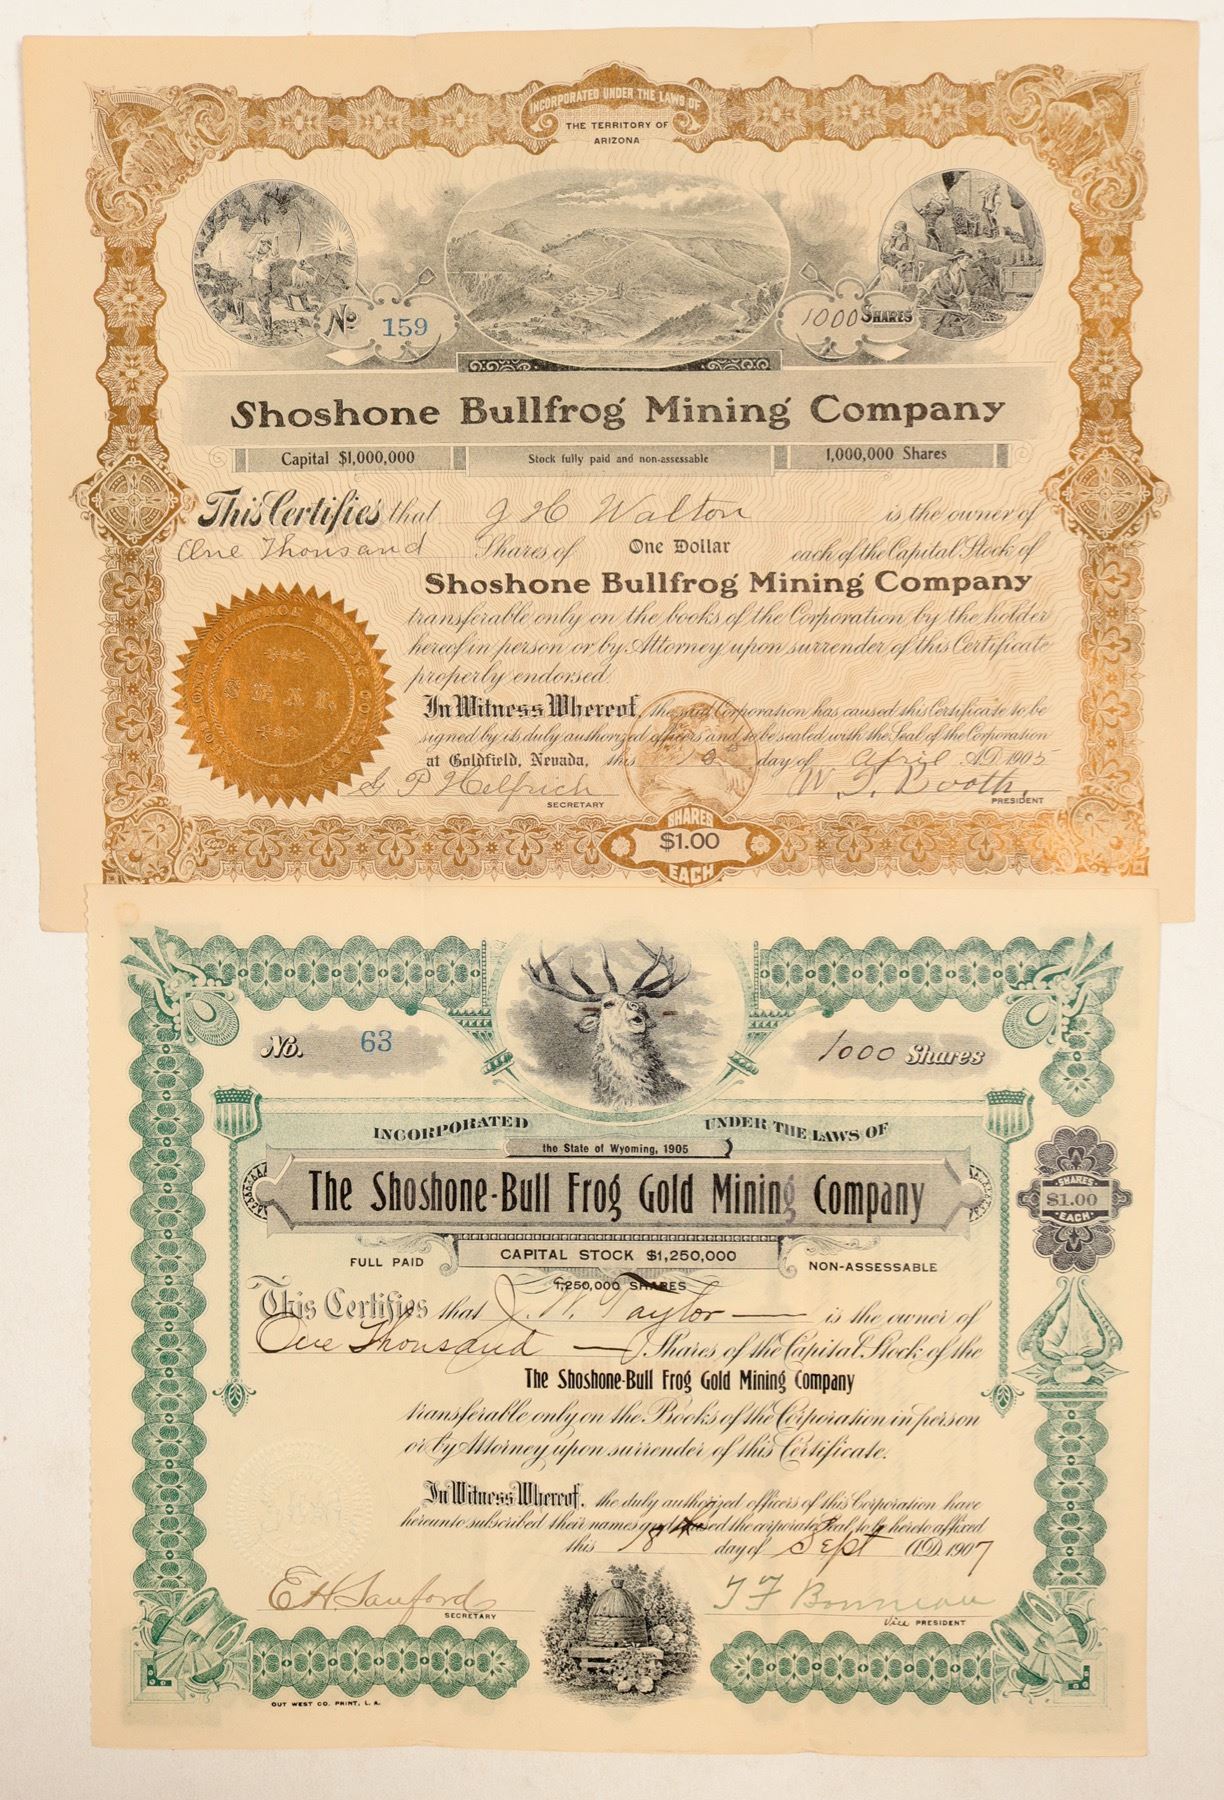 INCORPORATED UNDER THE LAWS OF
THE TERRITORY OF
ARIZONA
No 159
1000 SHARES
Shoshone Bullfrog Mining Company
Capital $1,000,000
Stock fully paid and non-assessable
1,000,000 Shares
This Certifies that J H Walton is the owner of
One Thousand Shares of One Dollar each of the Capital Stock of
Shoshone Bullfrog Mining Company
transferable only on the books of the Corporation by the holder
hereof in person or by Attorney upon surrender of this Certificate
properly endorsed.
In Witness Whereof, the said Corporation has caused this Certificate to be
signed by its duly authorized officers and to be sealed with the Seal of the Corporation
at Goldfield, Nevada, this day of April A.D. 1905
G P Helfrich
SECRETARY
W. T. Booth,
PRESIDENT
SEAL
SHARES
$1.00
EACH
No. 63
1000 Shares
INCORPORATED UNDER THE LAWS OF
the State of Wyoming, 1905
The Shoshone-Bull Frog Gold Mining Company
SHARES
$1.00
EACH
FULL PAID
CAPITAL STOCK $1,250,000
NON-ASSESSABLE
1,250,000 SHARES
This Certifies that J. W. Taylor is the owner of
One Thousand Shares of the Capital Stock of the
The Shoshone-Bull Frog Gold Mining Company
transferable only on the Books of the Corporation in person
or by Attorney upon surrender of this Certificate.
In Witness Whereof, the duly authorized officers of this Corporation have
hereunto subscribed their names and caused the corporate Seal to be hereto affixed
this 18th day of Sept A.D. 1907
E H Sanford
SECRETARY
T F Bonneau
Vice PRESIDENT
OUT WEST CO. PRINT, L. A.